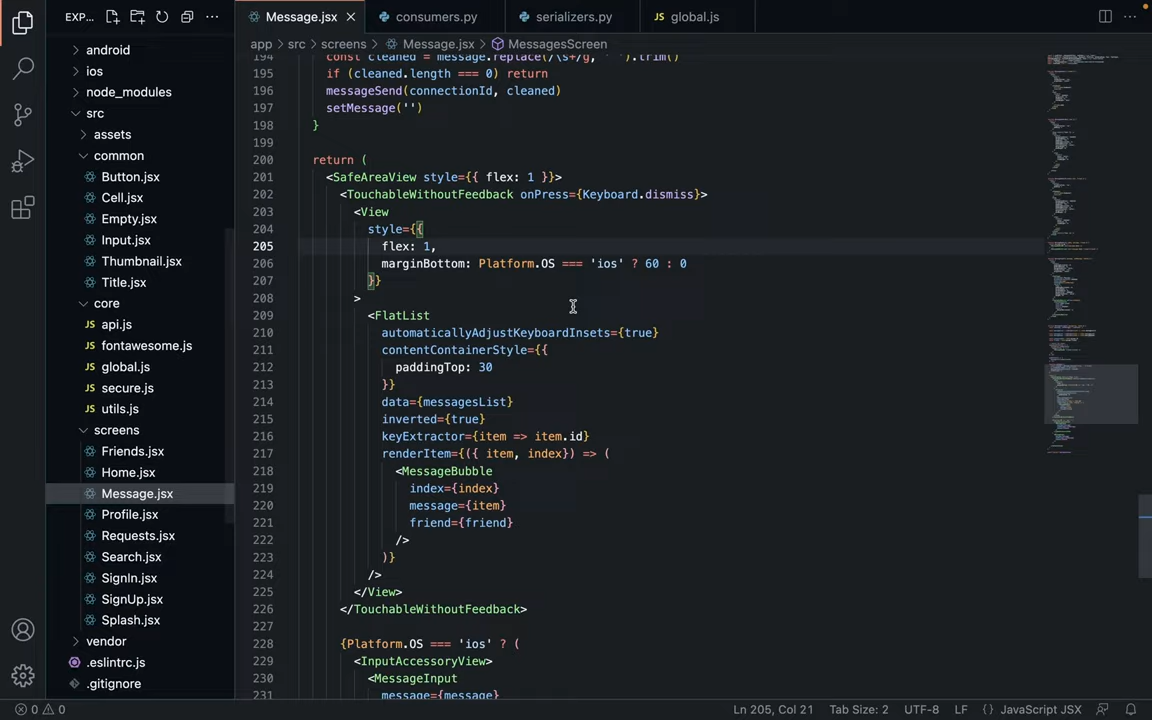 EXP...
Message.jsx
consumers.py
serializers.py
global.js
app > src > screens > Message.jsx > MessagesScreen
android
ios
node_modules
src
assets
common
Button.jsx
Cell.jsx
Empty.jsx
Input.jsx
Thumbnail.jsx
Title.jsx
core
api.js
fontawesome.js
global.js
secure.js
utils.js
screens
Friends.jsx
Home.jsx
Message.jsx
Profile.jsx
Requests.jsx
Search.jsx
SignIn.jsx
SignUp.jsx
Splash.jsx
vendor
.eslintrc.js
.gitignore
194 const cleaned = message.replace(/\s+/g, ' ').trim()
195 if (cleaned.length === 0) return
196 messageSend(connectionId, cleaned)
197 setMessage('')
198 }
199
200 return (
201 <SafeAreaView style={{ flex: 1 }}>
202 <TouchableWithoutFeedback onPress={Keyboard.dismiss}>
203 <View
204 style={{
205 flex: 1,
206 marginBottom: Platform.OS === 'ios' ? 60 : 0
207 }}
208 >
209 <FlatList
210 automaticallyAdjustKeyboardInsets={true}
211 contentContainerStyle={{
212 paddingTop: 30
213 }}
214 data={messagesList}
215 inverted={true}
216 keyExtractor={item => item.id}
217 renderItem={({ item, index}) => (
218 <MessageBubble
219 index={index}
220 message={item}
221 friend={friend}
222 />
223 )}
224 />
225 </View>
226 </TouchableWithoutFeedback>
227
228 {Platform.OS === 'ios' ? (
229 <InputAccessoryView>
230 <MessageInput
231 message={message}
0 0
Ln 205, Col 21
Tab Size: 2
UTF-8
LF
{} JavaScript JSX